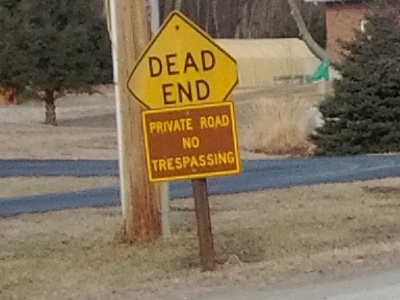 DEAD
END
PRIVATE ROAD
NO
TRESPASSING